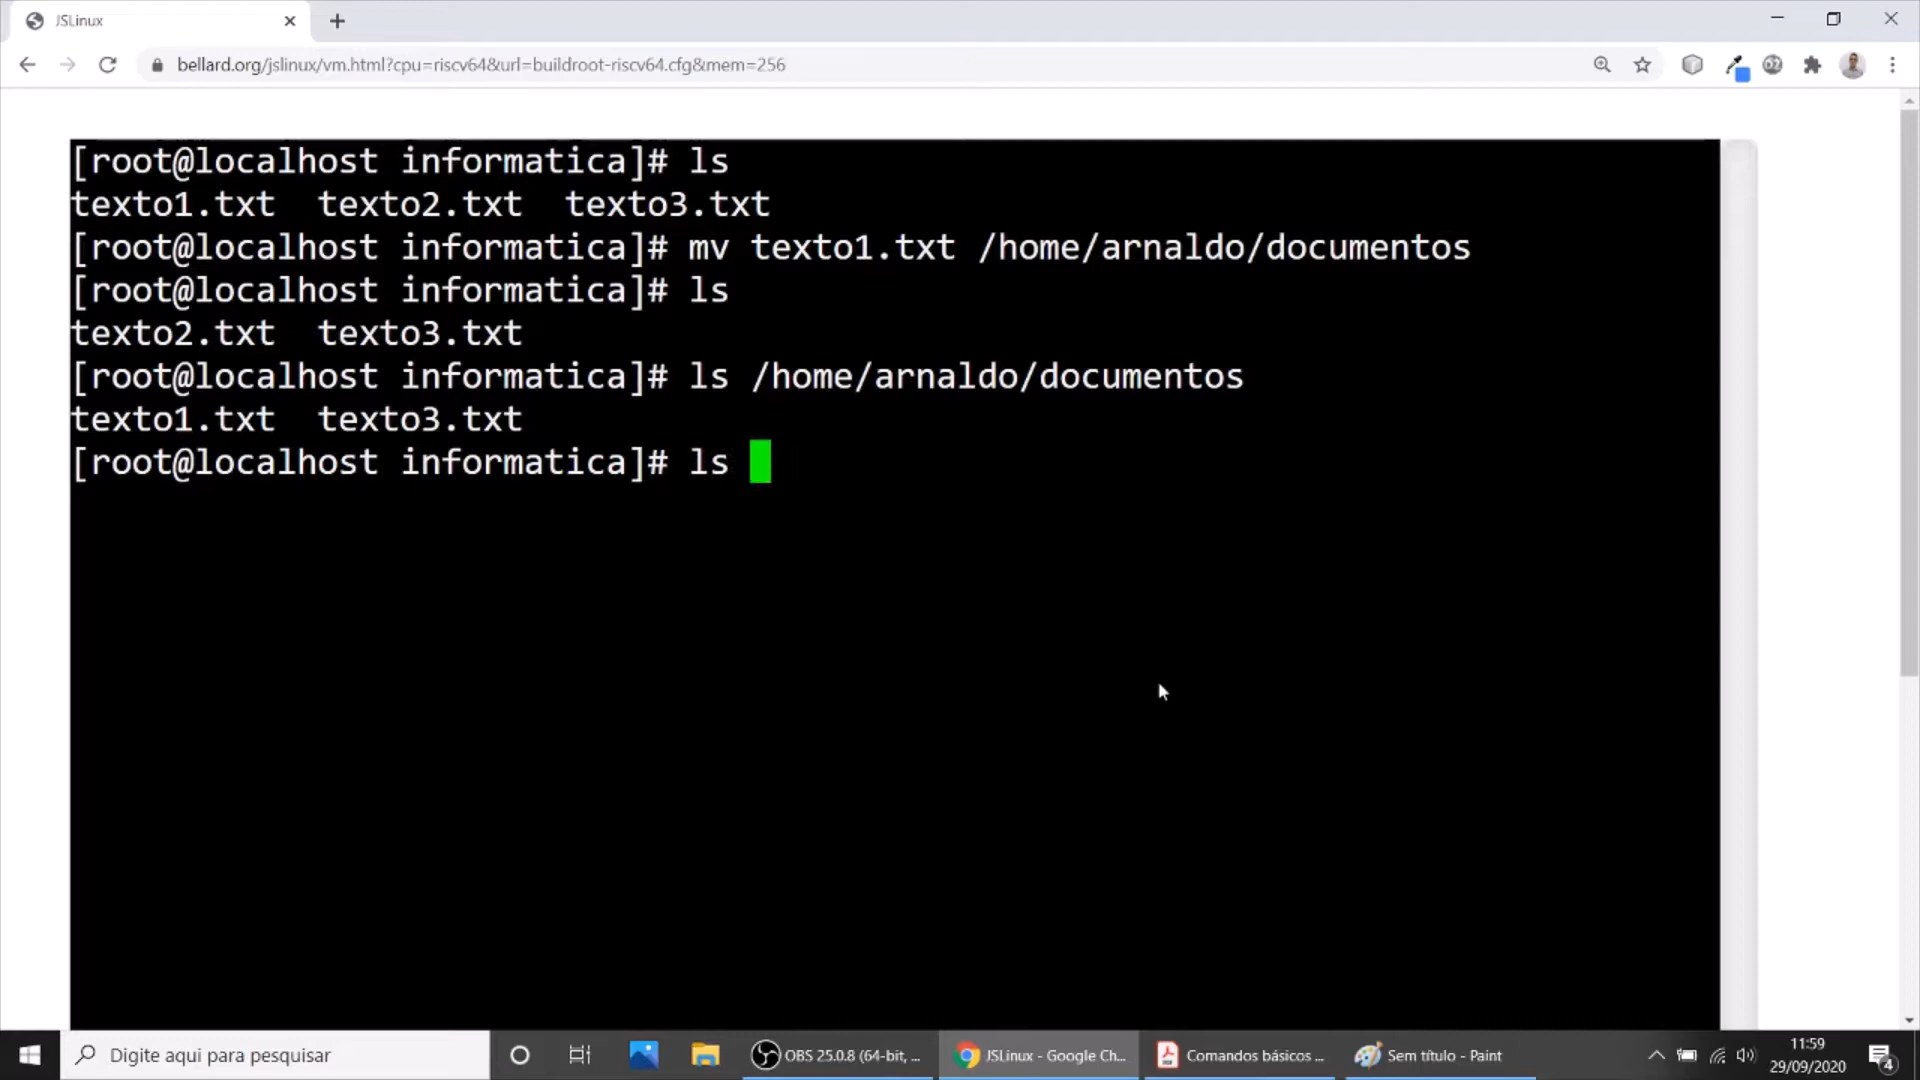 JSLinux
bellard.org/jslinux/vm.html?cpu=riscv64&url=buildroot-riscv64.cfg&mem=256
[root@localhost informatica]# ls
texto1.txt  texto2.txt  texto3.txt
[root@localhost informatica]# mv texto1.txt /home/arnaldo/documentos
[root@localhost informatica]# ls
texto2.txt  texto3.txt
[root@localhost informatica]# ls /home/arnaldo/documentos
texto1.txt  texto3.txt
[root@localhost informatica]# ls
Digite aqui para pesquisar
OBS 25.0.8 (64-bit, ...
JSLinux - Google Ch...
Comandos básicos ...
Sem título - Paint
11:59
29/09/2020
4